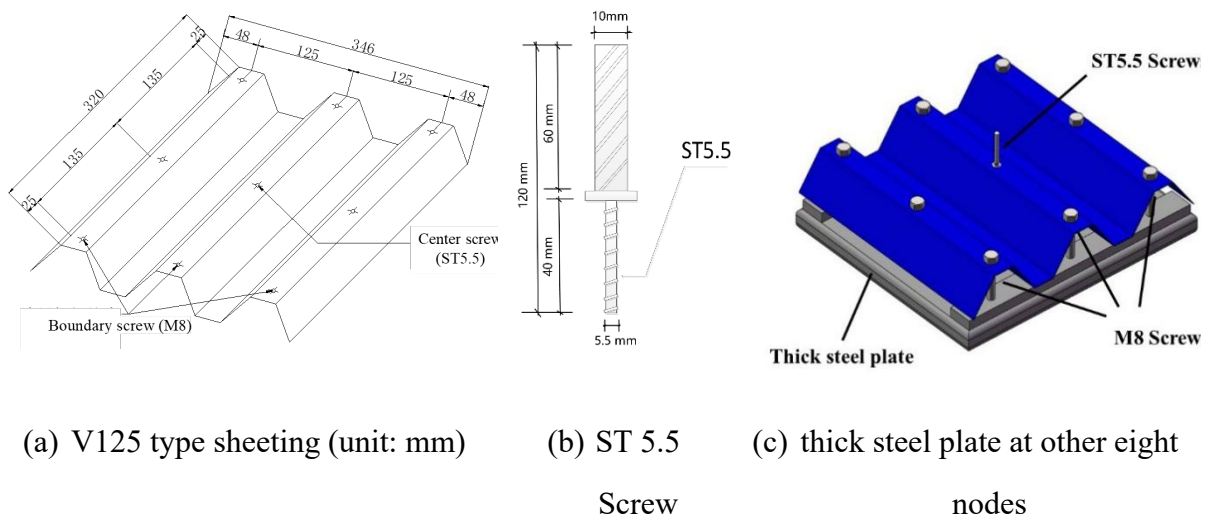 25
48
346
125
125
48
320
135
135
25
Center screw
(ST5.5)
Boundary screw (M8)
10mm
60 mm
120 mm
40 mm
5.5 mm
ST5.5
ST5.5 Screw
M8 Screw
Thick steel plate
(a) V125 type sheeting (unit: mm)
(b) ST 5.5
Screw
(c) thick steel plate at other eight
nodes